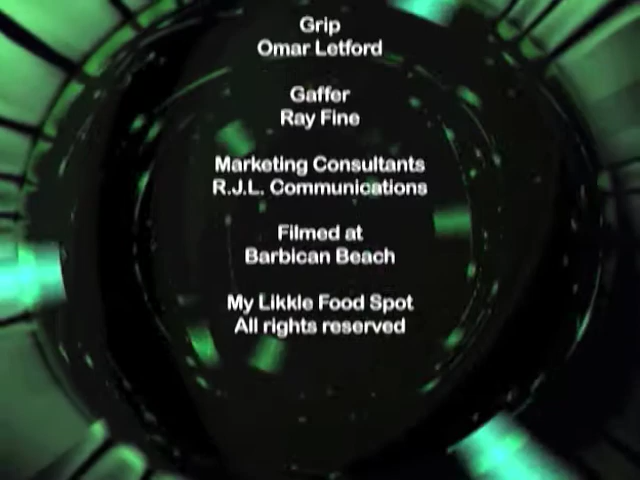 Grip
Omar Letford
Gaffer
Ray Fine
Marketing Consultants
R.J.L. Communications
Filmed at
Barbican Beach
My Likkle Food Spot
All rights reserved